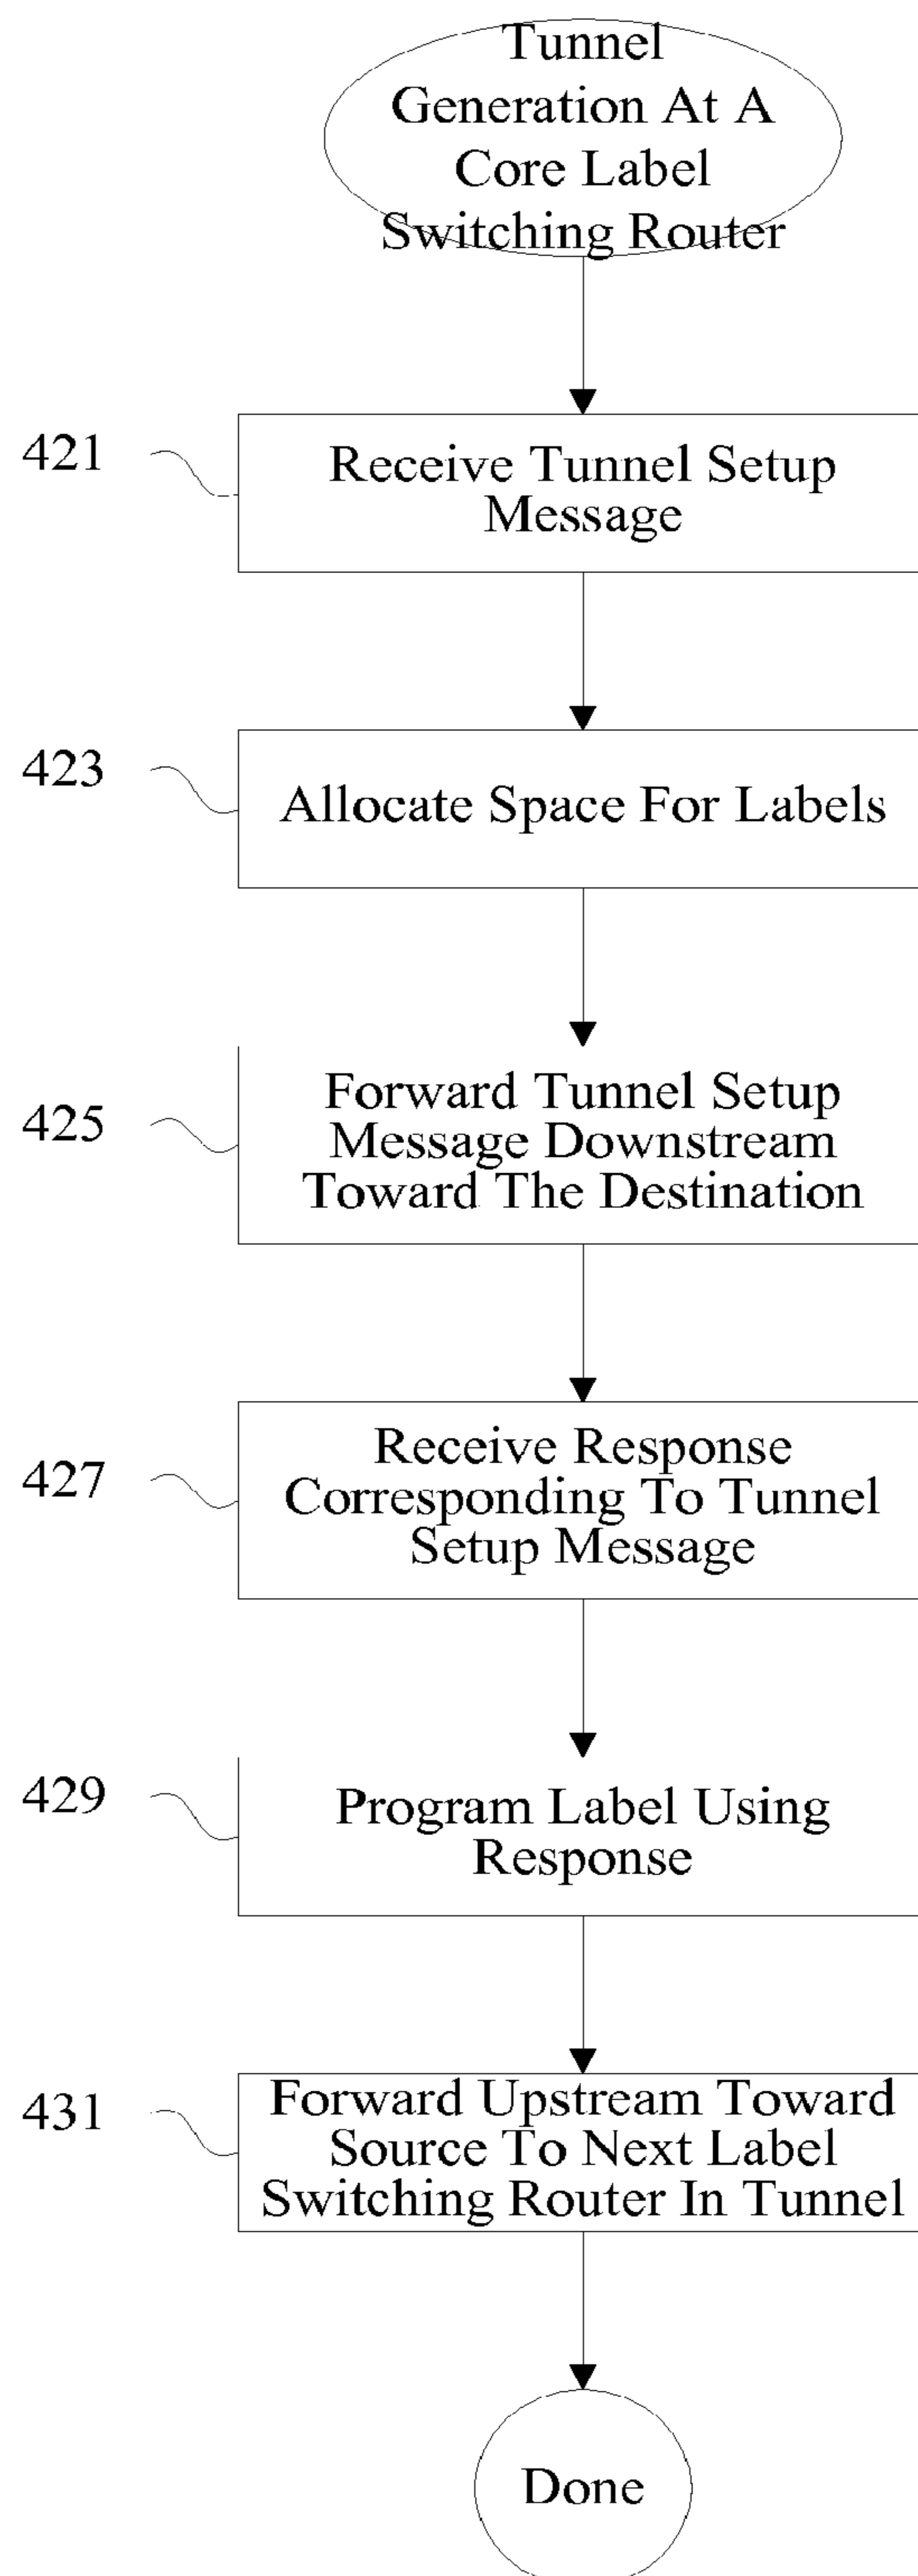 Tunnel
Generation At A
Core Label
Switching Router
421
Receive Tunnel Setup
Message
423
Allocate Space For Labels
425
Forward Tunnel Setup
Message Downstream
Toward The Destination
427
Receive Response
Corresponding To Tunnel
Setup Message
429
Program Label Using
Response
431
Forward Upstream Toward
Source To Next Label
Switching Router In Tunnel
Done